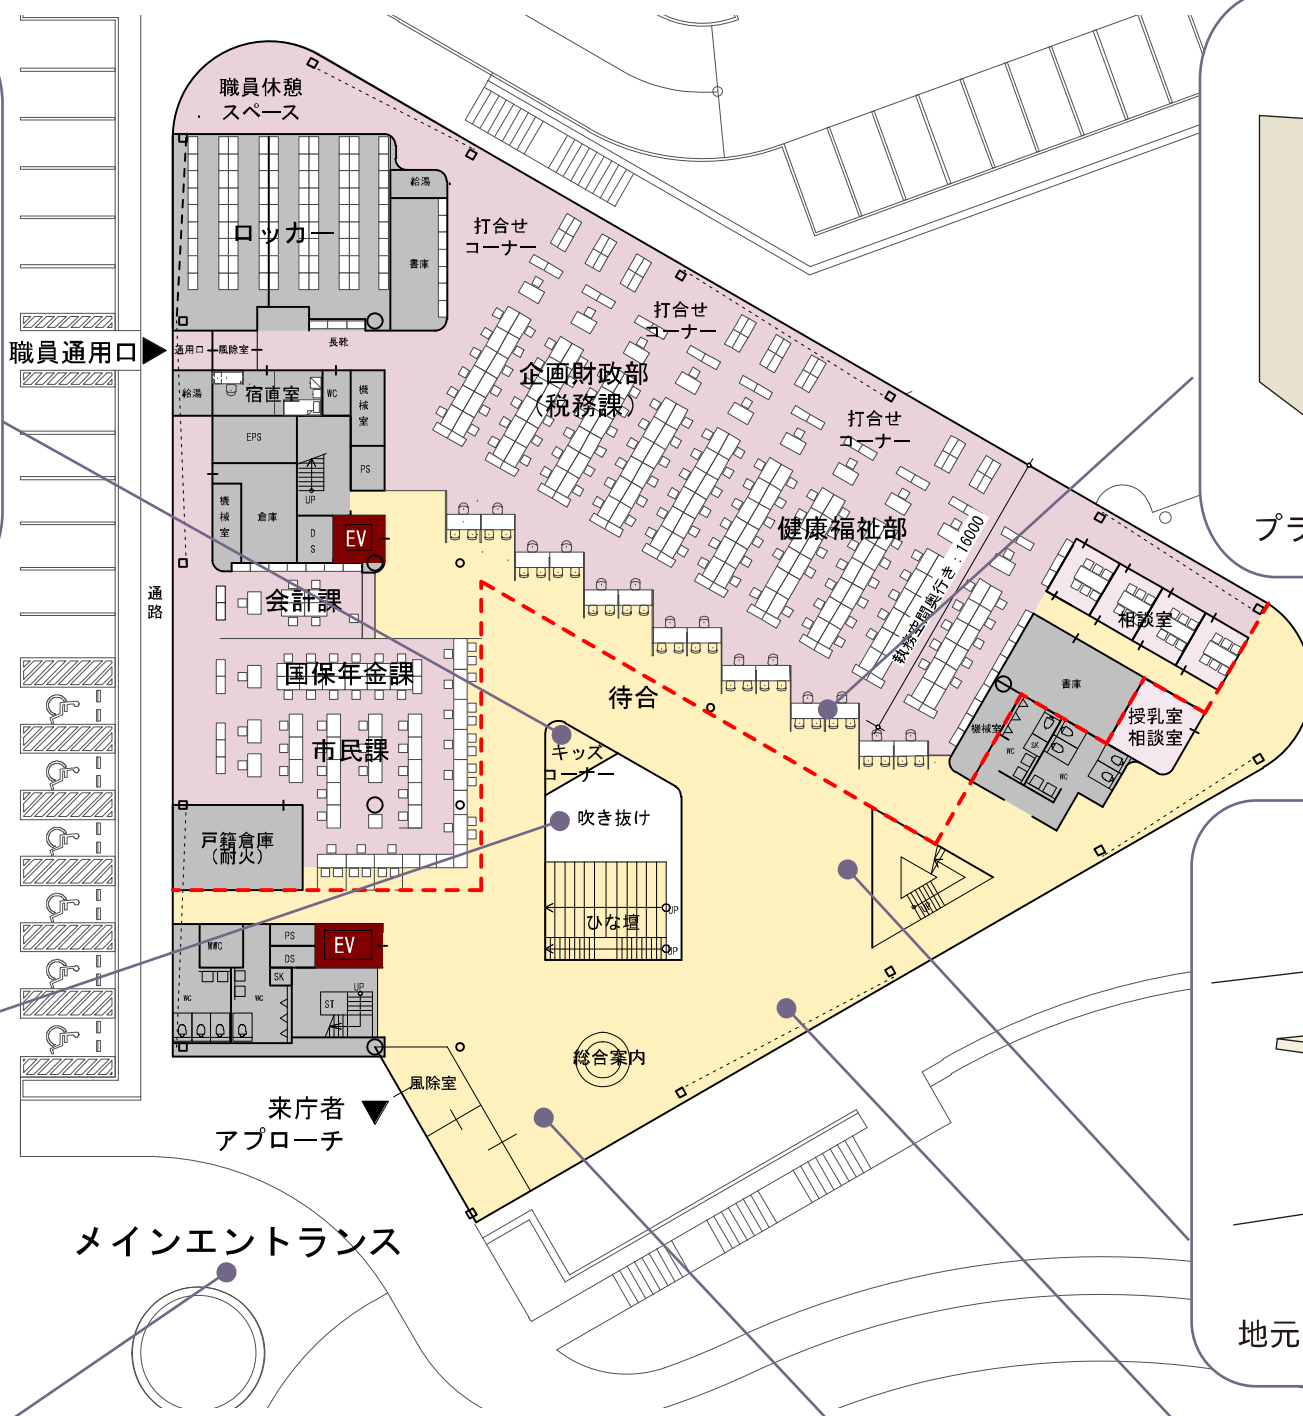 職員休憩
スペース
給湯
ロッカー
書庫
打合せ
コーナー
打合せ
コーナー
打合せ
コーナー
職員通用口
通用口
風除室
長靴
企画財政部
（税務課）
給湯
宿直室
WC
機械室
EPS
PS
UP
機械室
倉庫
DS
EV
健康福祉部
執務空間奥行き：16000
プラ
通路
会計課
国保年金課
市民課
待合
相談室
書庫
授乳室
相談室
機械室
WC
SK
WC
キッズ
コーナー
吹き抜け
戸籍倉庫
（耐火）
ひな壇
UP
UP
UP
MWC
PS
DS
EV
SK
WC
WC
ST
UP
総合案内
風除室
来庁者
アプローチ
メインエントランス
地元